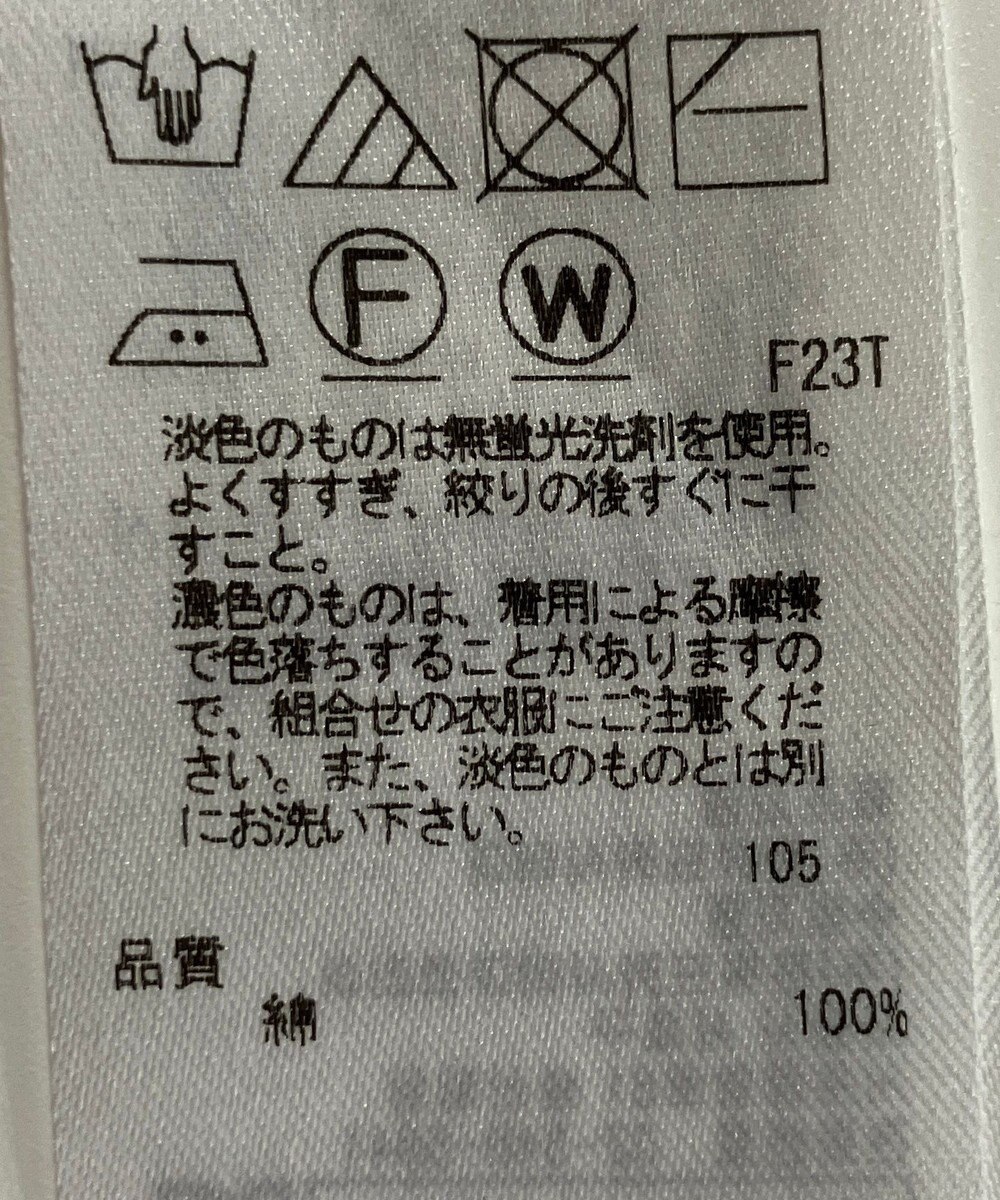 F
W
F23T
淡色のものは無蛍光洗剤を使用。
よくすすぎ、絞りの後すぐに干
すこと。
濃色のものは、着用による摩擦
で色落ちすることがありますの
で、組合せの衣服にご注意くだ
さい。また、淡色のものとは別
にお洗い下さい。
105
品質
綿 100%